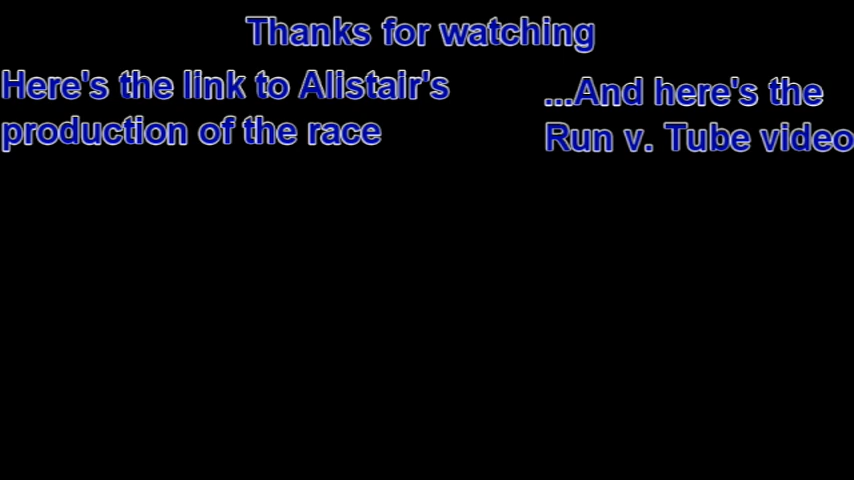 Thanks for watching
Here's the link to Alistair's
production of the race
...And here's the
Run v. Tube video